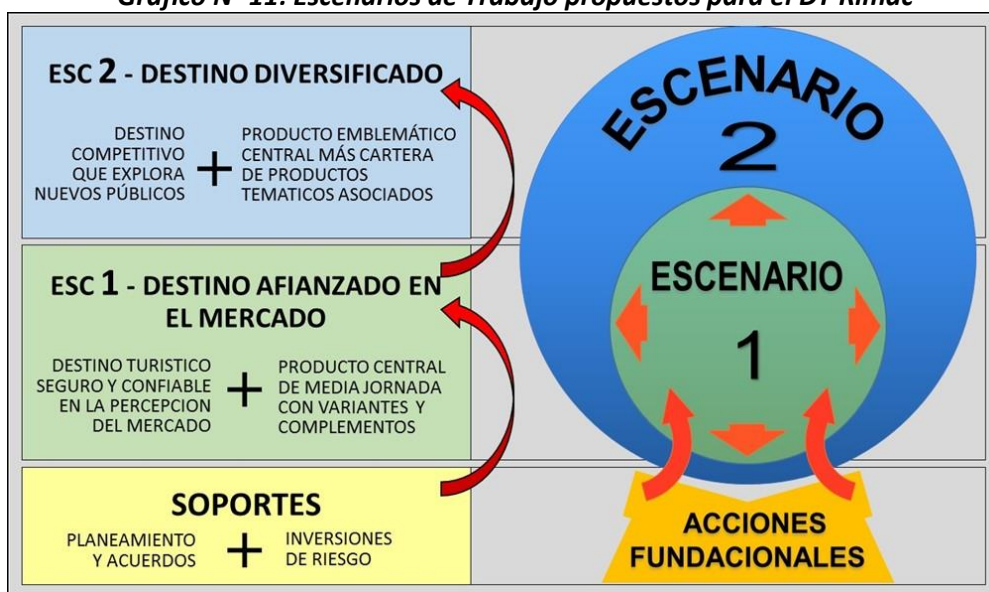 Gráfico N° 11: Escenarios de Trabajo propuestos para el DT Rímac
ESC 2 - DESTINO DIVERSIFICADO
DESTINO
COMPETITIVO
QUE EXPLORA
NUEVOS PÚBLICOS
+
PRODUCTO EMBLEMÁTICO
CENTRAL MÁS CARTERA
DE PRODUCTOS
TEMATICOS ASOCIADOS
ESC 1 - DESTINO AFIANZADO EN
EL MERCADO
DESTINO TURISTICO
SEGURO Y CONFIABLE
EN LA PERCEPCION
DEL MERCADO
+
PRODUCTO CENTRAL
DE MEDIA JORNADA
CON VARIANTES Y
COMPLEMENTOS
SOPORTES
PLANEAMIENTO
Y ACUERDOS
+
INVERSIONES
DE RIESGO
ESCENARIO
2
ESCENARIO
1
ACCIONES
FUNDACIONALES